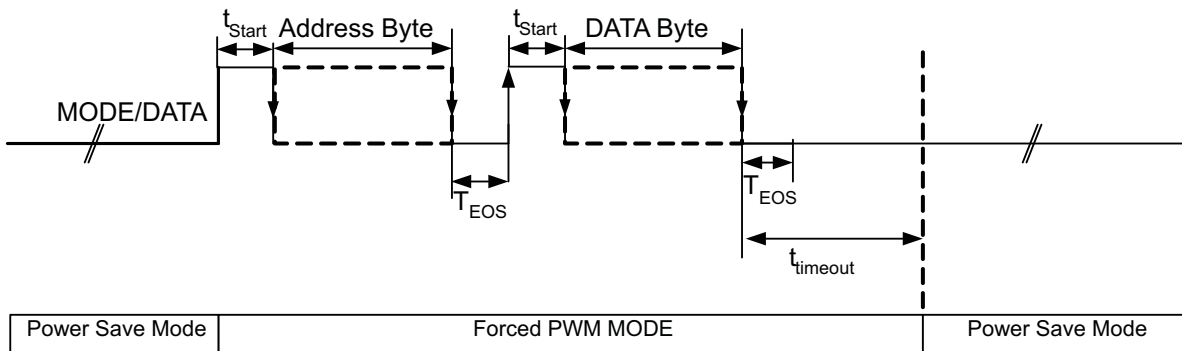 tStart Address Byte tStart DATA Byte
MODE/DATA
TEOS TEOS
ttimeout
Power Save Mode Forced PWM MODE Power Save Mode